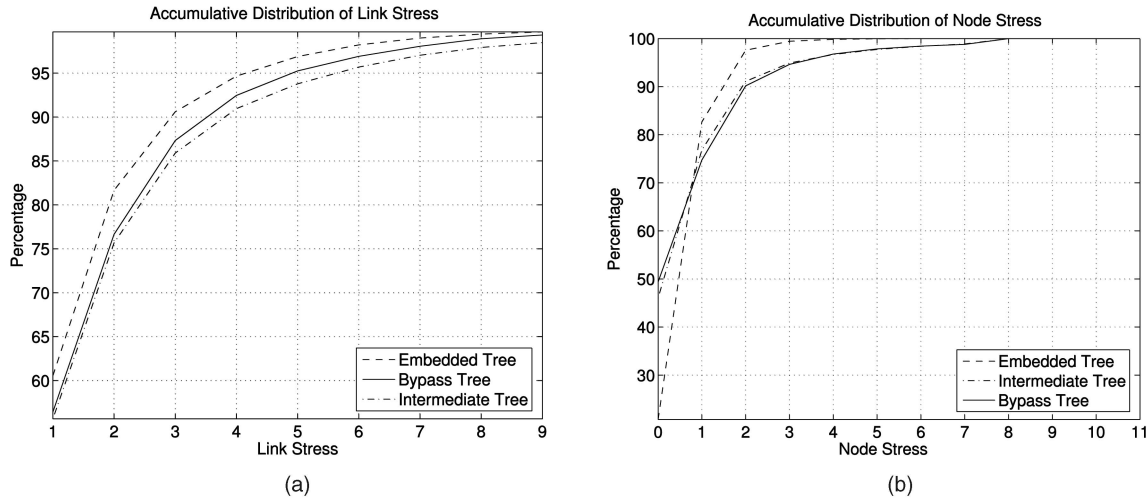 Accumulative Distribution of Link Stress
95
90
85
80
75
70
65
60
Percentage
Embedded Tree
Bypass Tree
Intermediate Tree
1 2 3 4 5 6 7 8 9
Link Stress
(a)
Accumulative Distribution of Node Stress
100
90
80
70
60
50
40
30
Percentage
Embedded Tree
Intermediate Tree
Bypass Tree
0 1 2 3 4 5 6 7 8 9 10 11
Node Stress
(b)